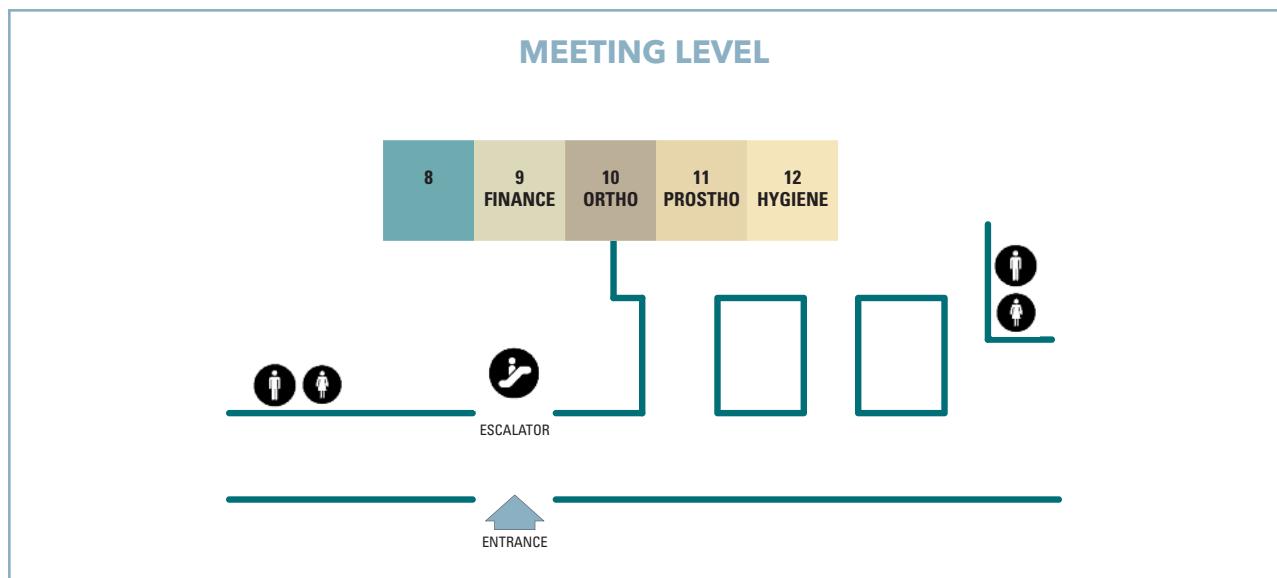 MEETING LEVEL
8
9
FINANCE
10
ORTHO
11
PROSTHO
12
HYGIENE
ESCALATOR
ENTRANCE